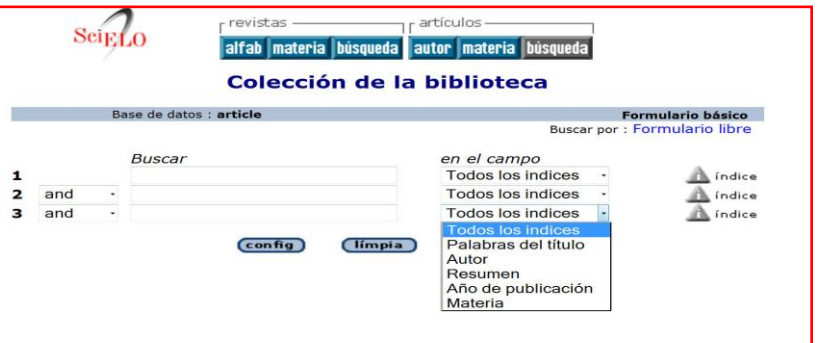 SciELO
revistas artículos
alfab materia búsqueda autor materia búsqueda
Colección de la biblioteca
Base de datos : article Formulario básico
Buscar por : Formulario libre
Buscar en el campo
1 Todos los indices índice
2 and Todos los indices índice
3 and Todos los indices índice
Todos los indices
config límpia Palabras del título
Autor
Resumen
Año de publicación
Materia